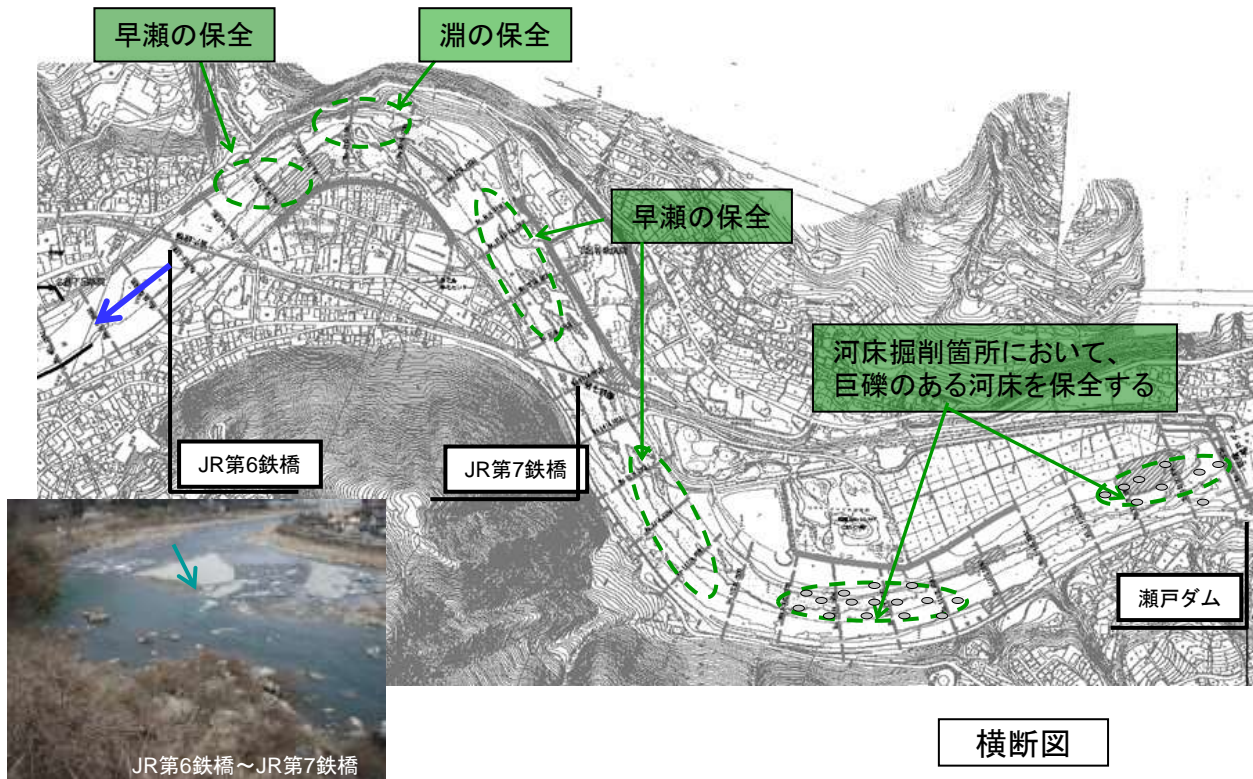 早瀬の保全
淵の保全
早瀬の保全
河床掘削箇所において、
巨礫のある河床を保全する
JR第6鉄橋
JR第7鉄橋
瀬戸ダム
JR第6鉄橋～JR第7鉄橋
横断図